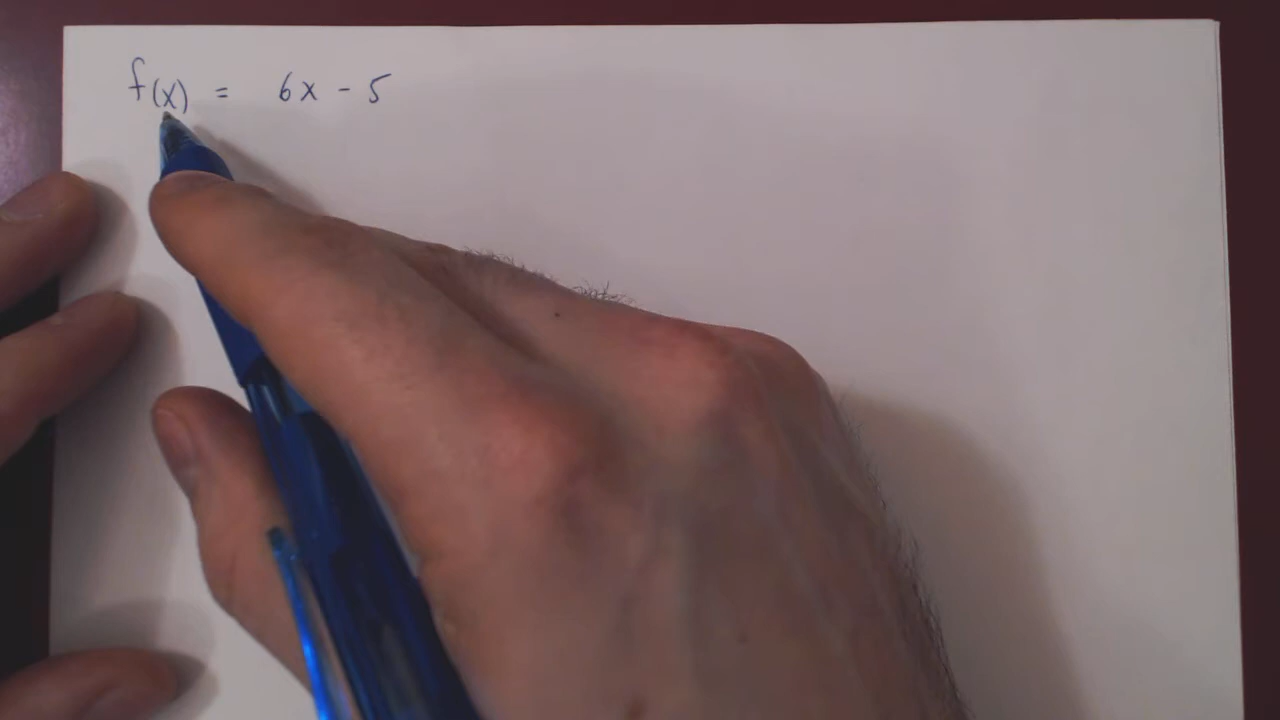 f(x) = 6x - 5